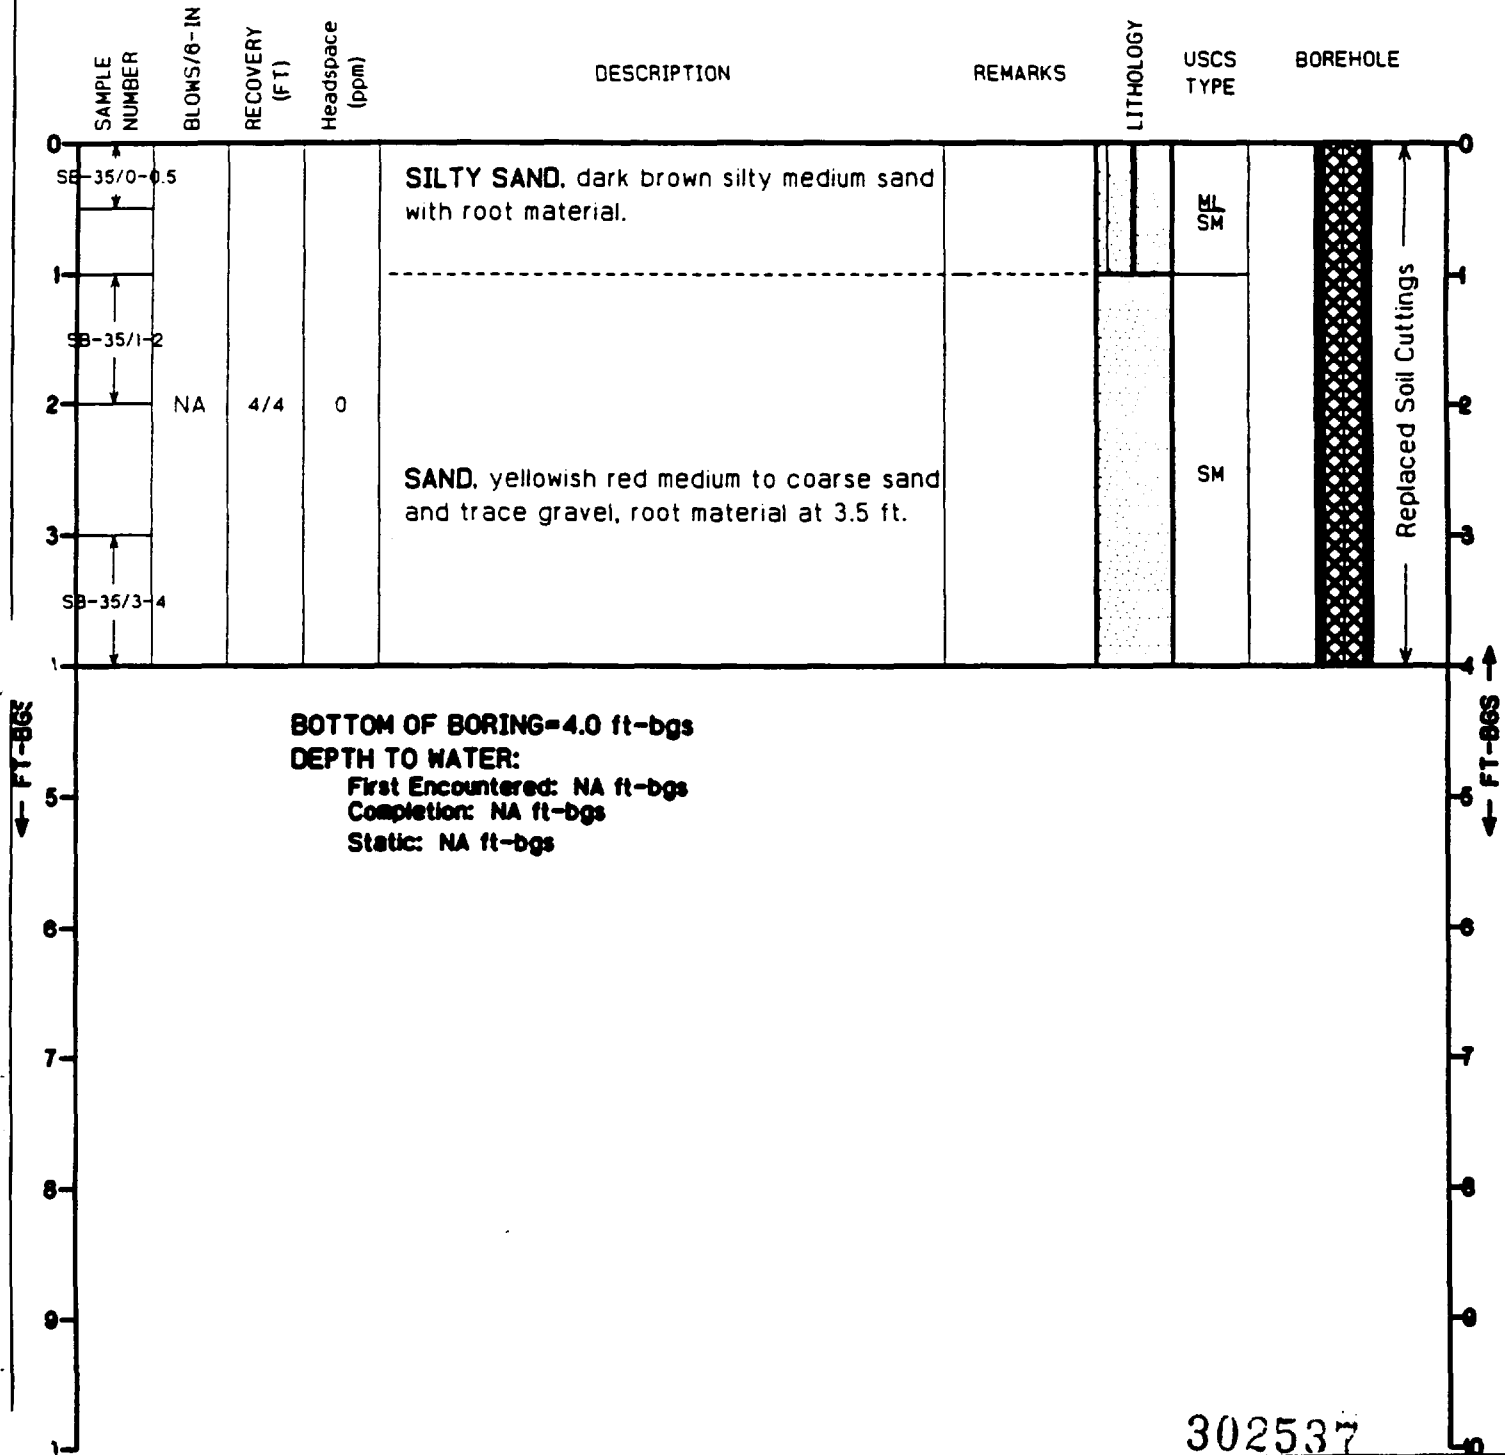 SAMPLE NUMBER
BLOWS/6-IN
RECOVERY (FT)
Headspace (ppm)
DESCRIPTION
REMARKS
LITHOLOGY
USCS TYPE
BOREHOLE
0
0
SB-35/0-0.5
SILTY SAND, dark brown silty medium sand
with root material.
ML
SM
1
1
SB-35/1-2
2
NA
4/4
0
2
Replaced Soil Cuttings
SAND, yellowish red medium to coarse sand
and trace gravel, root material at 3.5 ft.
SM
3
3
SB-35/3-4
4
BOTTOM OF BORING=4.0 ft-bgs
DEPTH TO WATER:
First Encountered: NA ft-bgs
Completion: NA ft-bgs
Static: NA ft-bgs
← FT-BGS
← FT-BGS →
5
5
6
6
7
7
8
8
9
9
302537